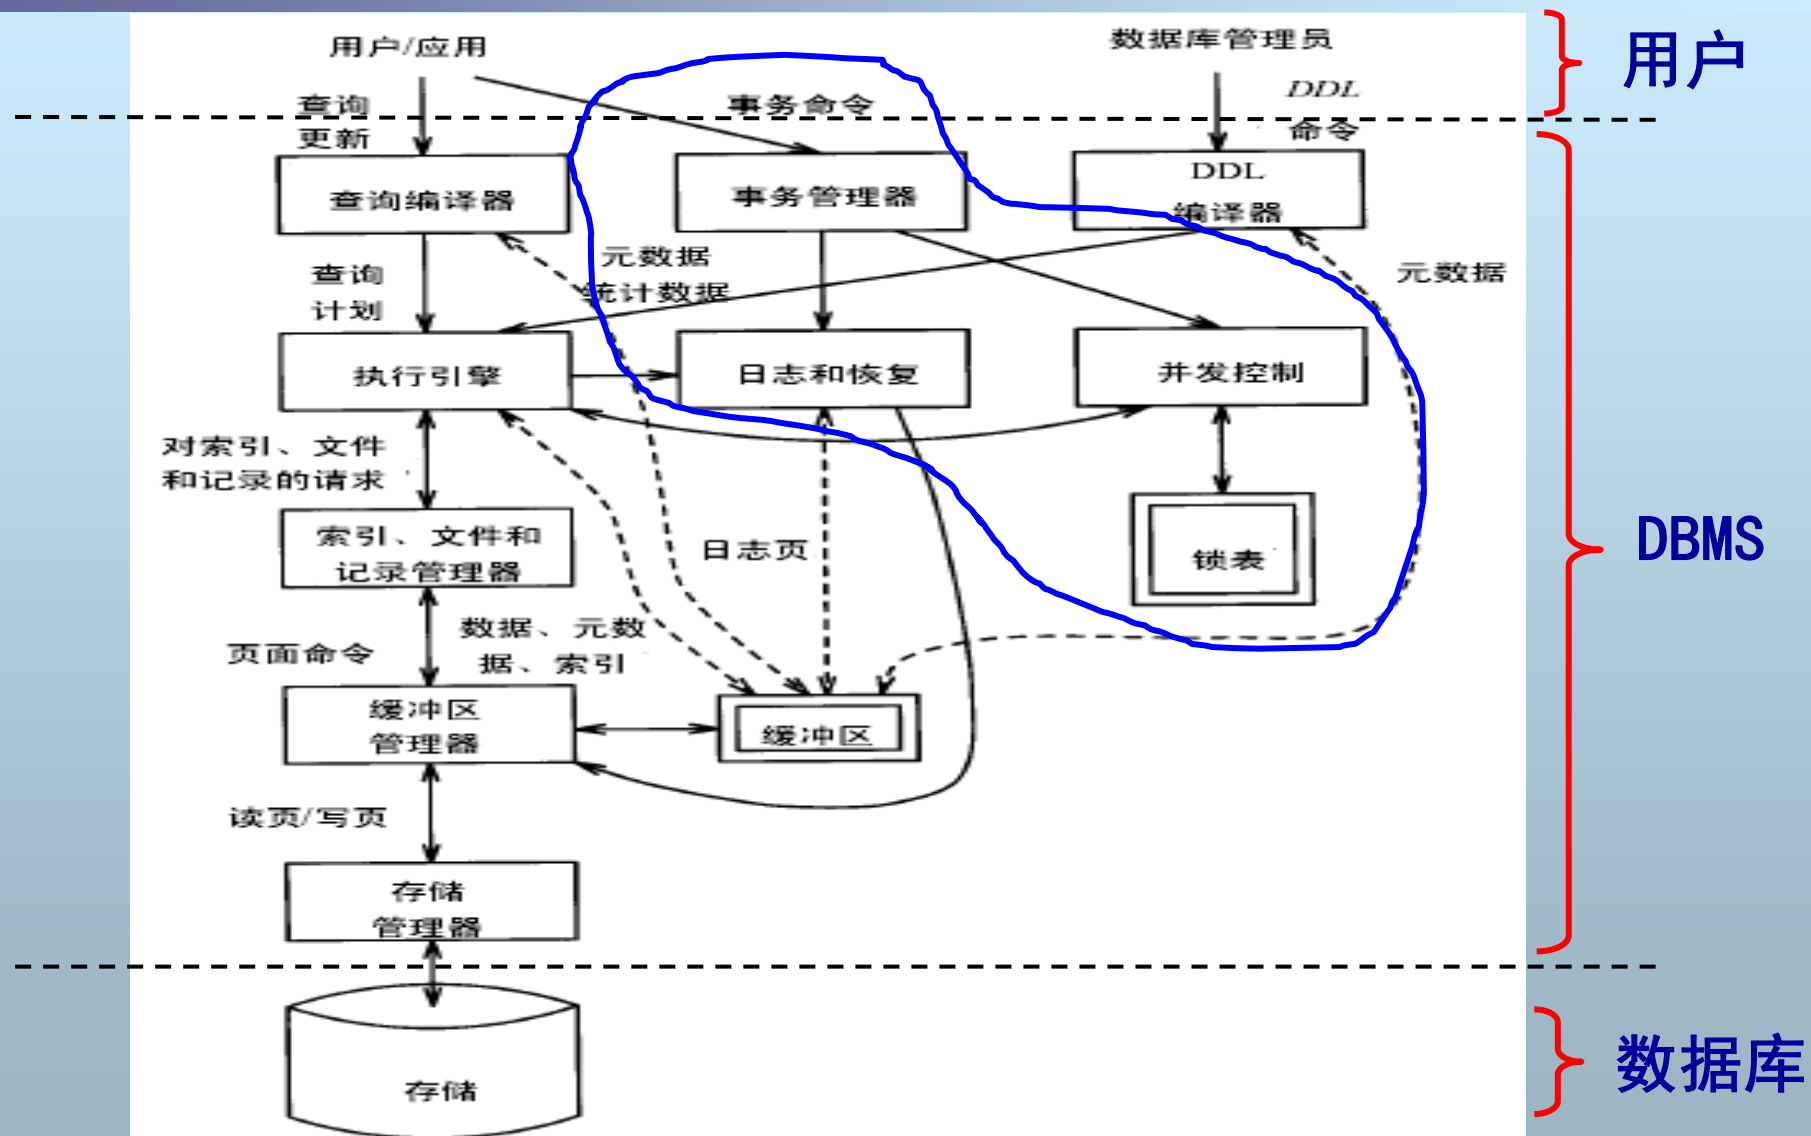 用户/应用
数据库管理员
用户
查询
更新
事务命令
DDL
命令
查询编译器
事务管理器
DDL
编译器
查询
计划
元数据
统计数据
元数据
执行引擎
日志和恢复
并发控制
对索引、文件
和记录的请求
索引、文件和
记录管理器
日志页
锁表
DBMS
页面命令
数据、元数
据、索引
缓冲区
管理器
缓冲区
读页/写页
存储
管理器
存储
数据库